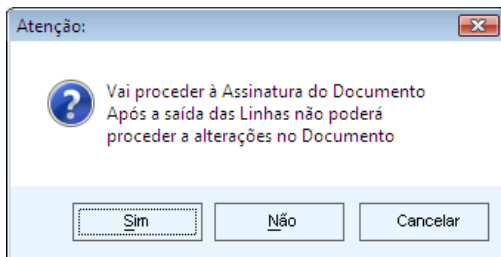 Atenção:
Vai proceder à Assinatura do Documento
Após a saída das Linhas não poderá
proceder a alterações no Documento
Sim
Não
Cancelar